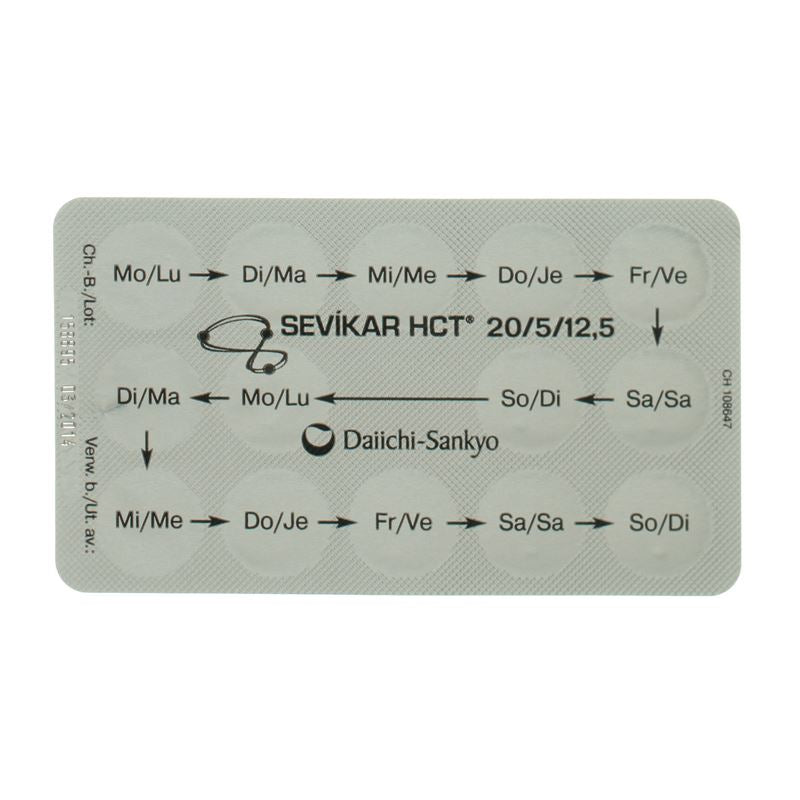 Mo/Lu → Di/Ma → Mi/Me → Do/Je → Fr/Ve
SEVÍKAR HCT® 20/5/12,5
Di/Ma ← Mo/Lu ← So/Di ← Sa/Sa
Daiichi-Sankyo
Mi/Me → Do/Je → Fr/Ve → Sa/Sa → So/Di
Ch.-B./Lot:
Verw. b./Ut. av.:
03/2014
CH 108647